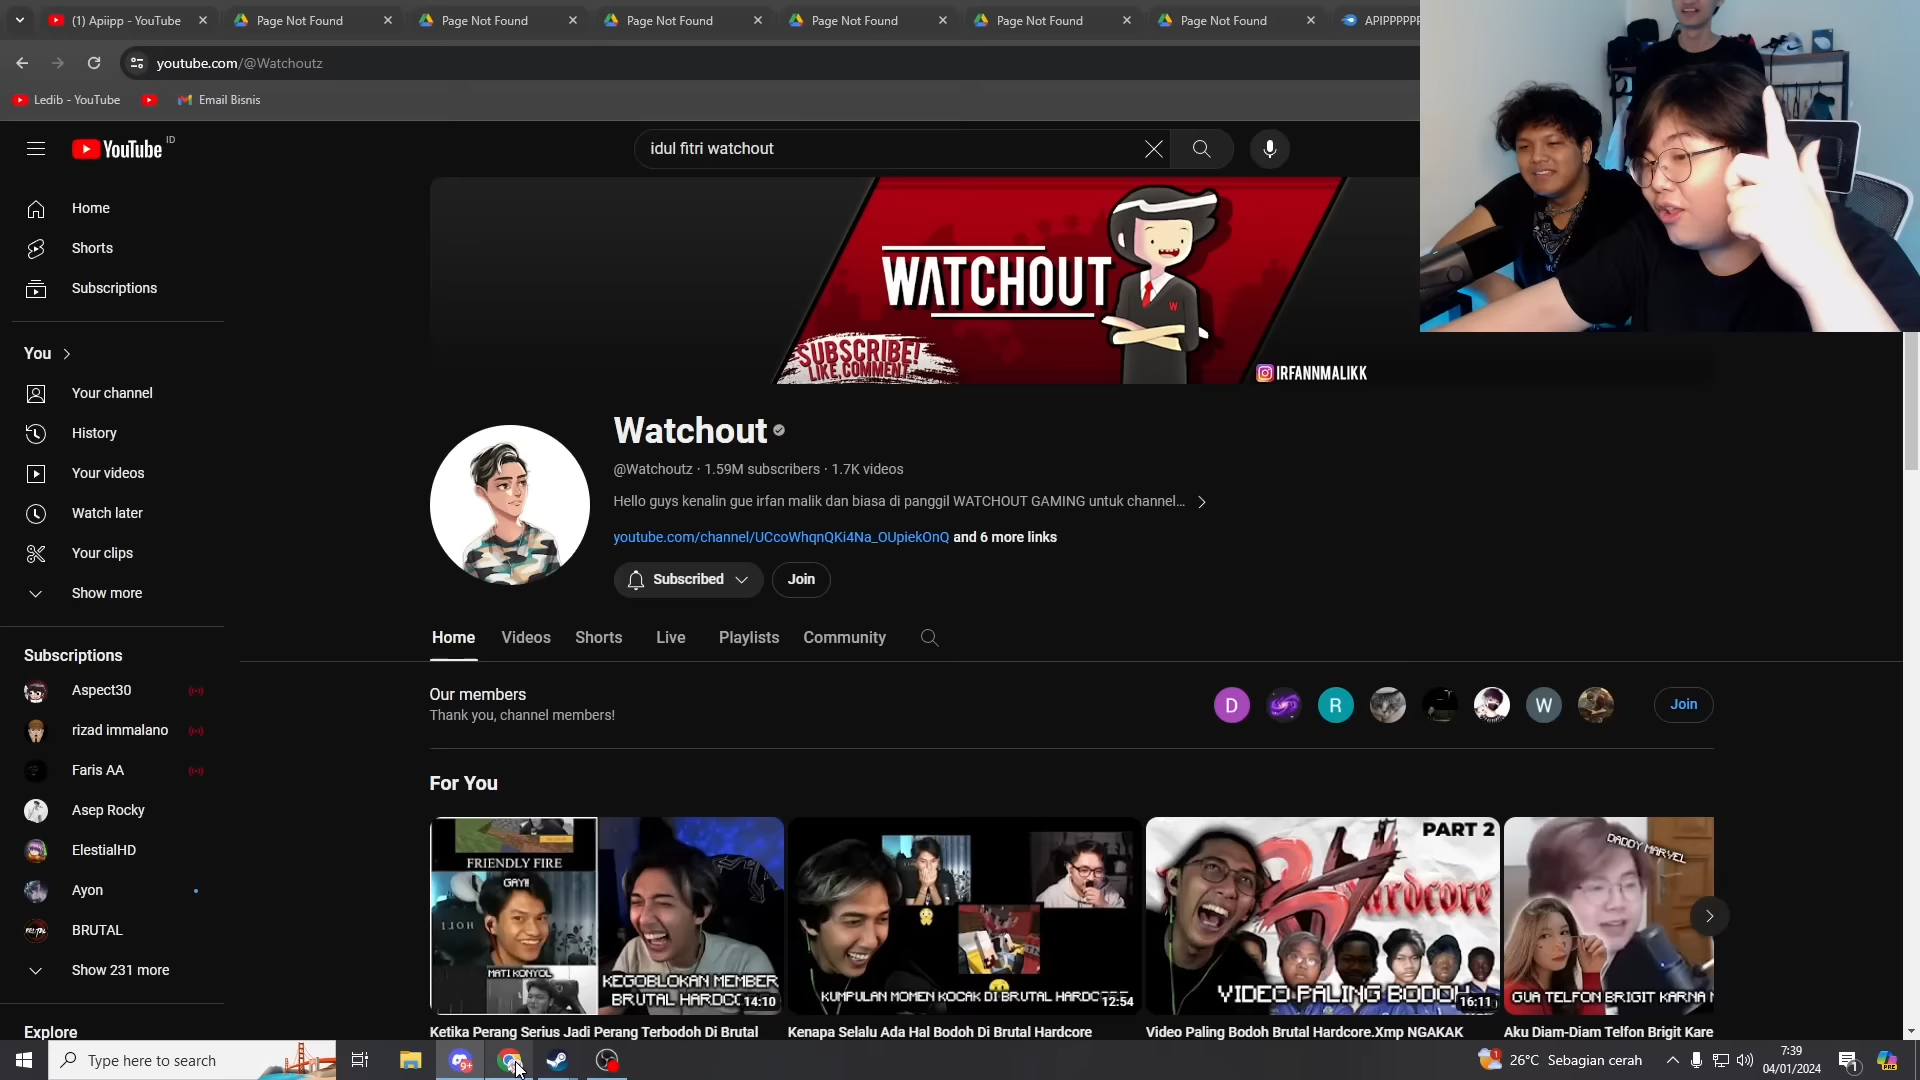 (1) Apiipp - YouTube
Page Not Found
Page Not Found
Page Not Found
Page Not Found
Page Not Found
Page Not Found
APIPPPPPP
youtube.com/@Watchoutz
Ledib - YouTube
Email Bisnis
YouTube ID
idul fitri watchout
Home
Shorts
Subscriptions
You
Your channel
History
Your videos
Watch later
Your clips
Show more
Subscriptions
Aspect30
rizad immalano
Faris AA
Asep Rocky
ElestialHD
Ayon
BRUTAL
Show 231 more
Explore
WATCHOUT
W
SUBSCRIBE!
LIKE, COMMENT
IRFANNMALIKK
Watchout
@Watchoutz · 1.59M subscribers · 1.7K videos
Hello guys kenalin gue irfan malik dan biasa di panggil WATCHOUT GAMING untuk channel...
youtube.com/channel/UCcoWhqnQKi4Na_OUpiekOnQ and 6 more links
Subscribed
Join
Home
Videos
Shorts
Live
Playlists
Community
Our members
Thank you, channel members!
D
R
W
Join
For You
FRIENDLY FIRE
GAY!!
MATI KONYOL
KEGOBLOKAN MEMBER
BRUTAL HARDCO
14:10
KUMPULAN MOMEN KOCAK DI BRUTAL HARDCORE
12:54
PART 2
Hardcore
VIDEO PALING BODOH
16:11
DADDY MARVEL
GUA TELFON BRIGIT KARNA
Ketika Perang Serius Jadi Perang Terbodoh Di Brutal
Kenapa Selalu Ada Hal Bodoh Di Brutal Hardcore
Video Paling Bodoh Brutal Hardcore.Xmp NGAKAK
Aku Diam-Diam Telfon Brigit Kare
Type here to search
9+
1
26°C Sebagian cerah
7:39
04/01/2024
1
PRE